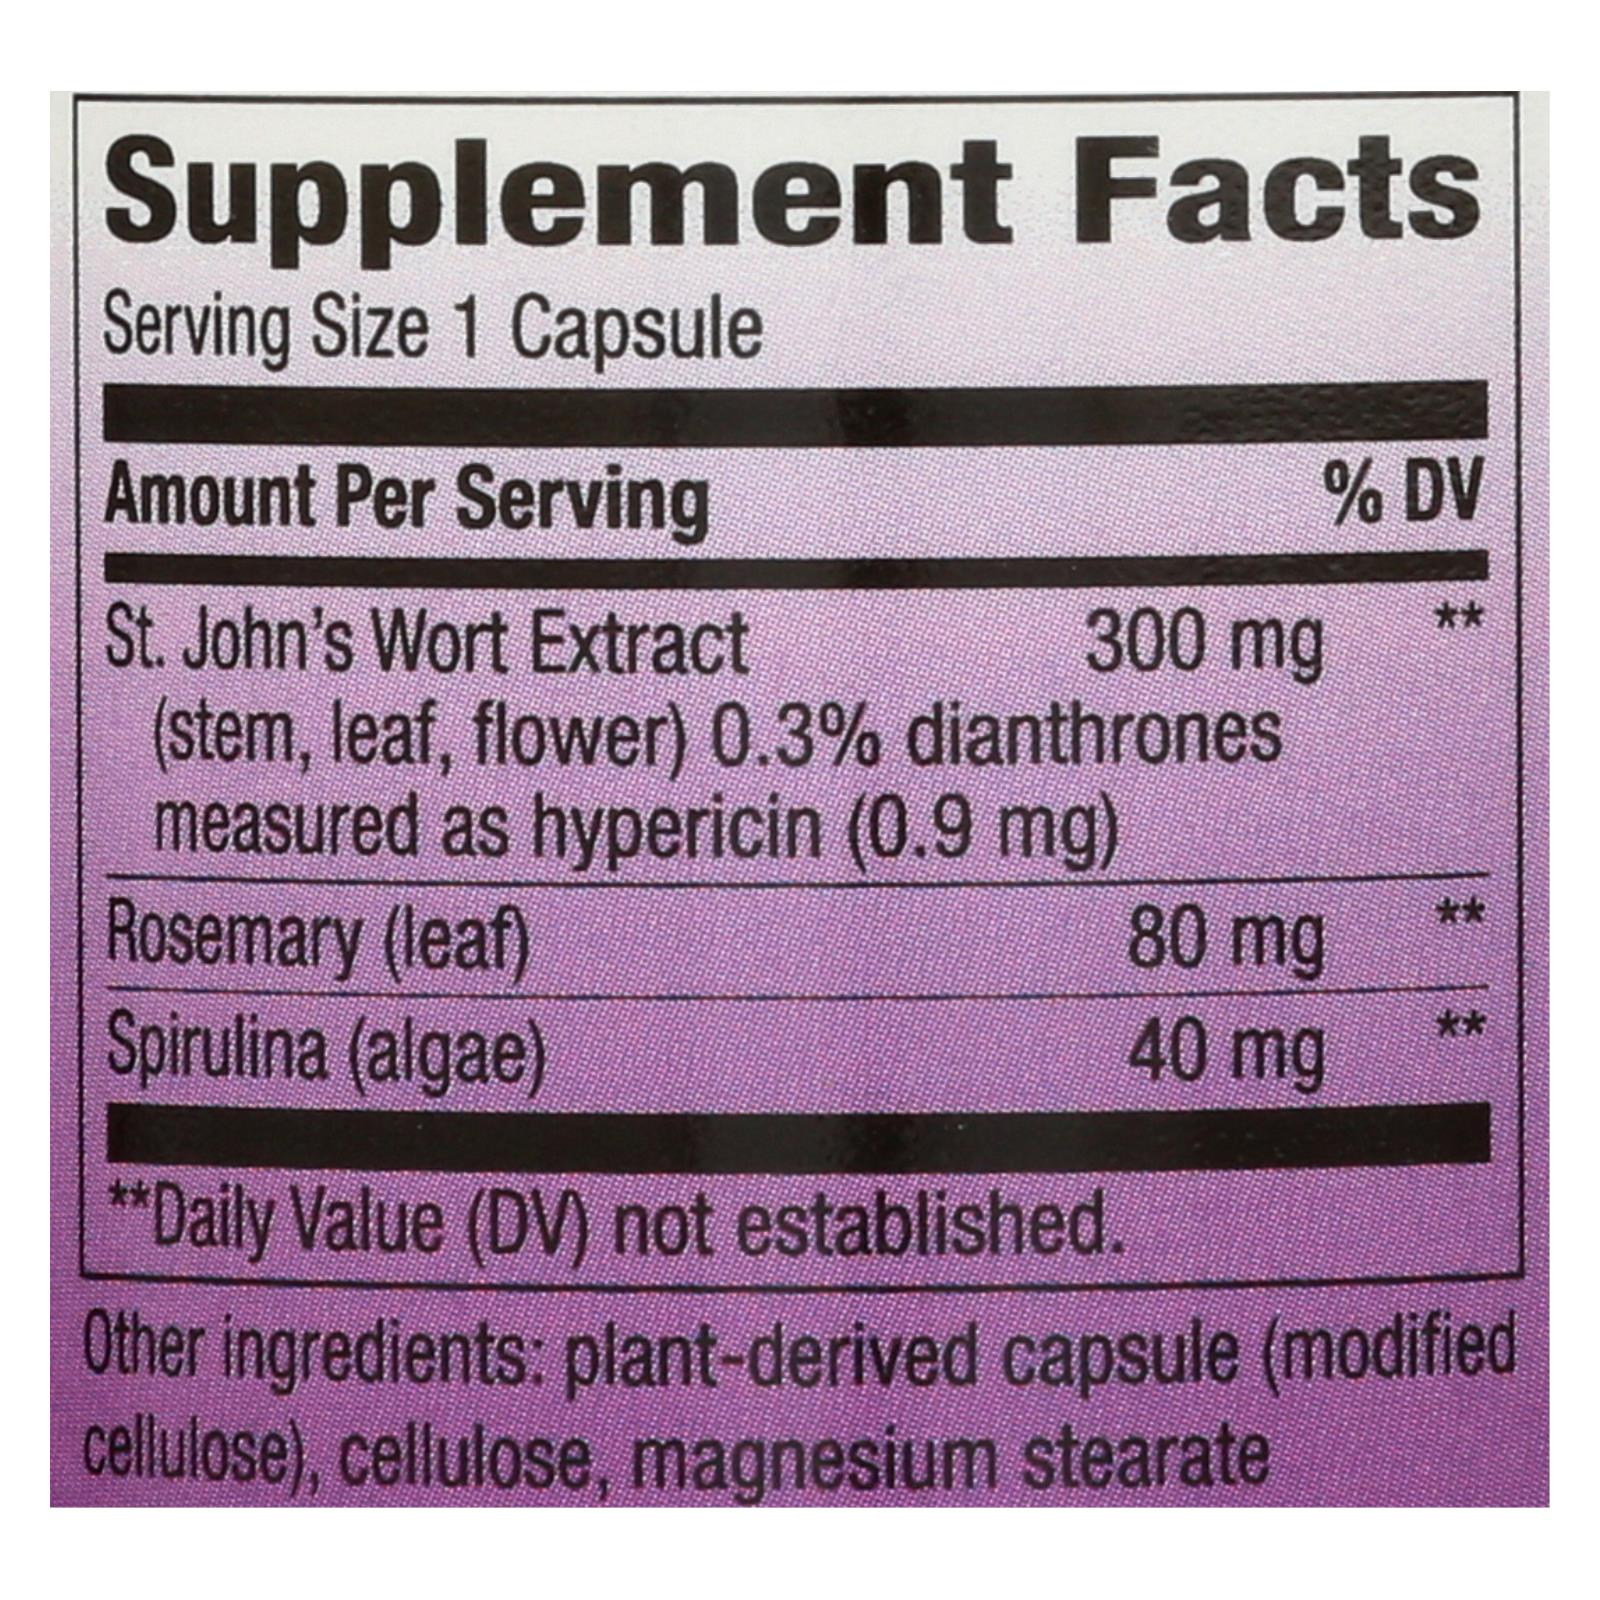 Supplement Facts
Serving Size 1 Capsule
Amount Per Serving % DV
St. John's Wort Extract 300 mg **
(stem, leaf, flower) 0.3% dianthrones
measured as hypericin (0.9 mg)
Rosemary (leaf) 80 mg **
Spirulina (algae) 40 mg **
**Daily Value (DV) not established.
Other ingredients: plant-derived capsule (modified
cellulose), cellulose, magnesium stearate